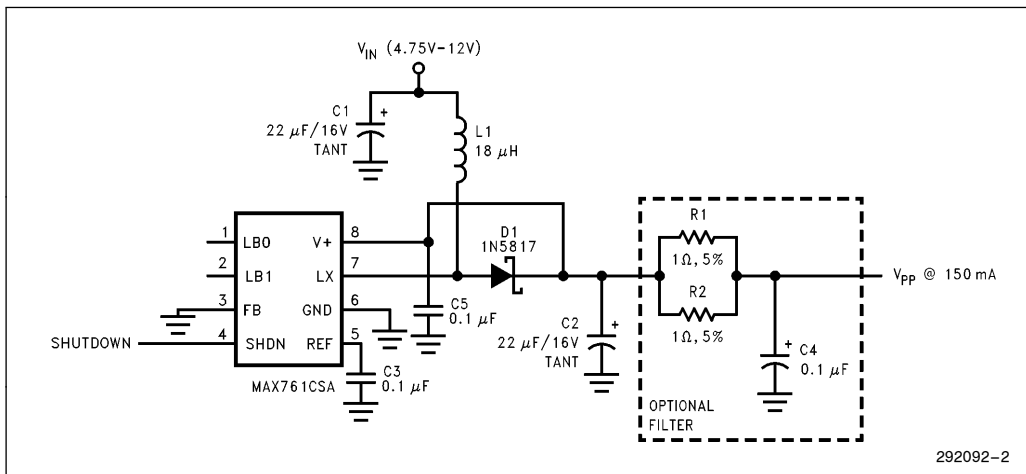 V_IN (4.75V–12V)
C1
+
22 μF/16V
TANT
L1
18 μH
1
LB0
V+
8
2
LB1
LX
7
3
FB
GND
6
4
SHDN
REF
5
SHUTDOWN
MAX761CSA
C3
0.1 μF
C5
0.1 μF
D1
1N5817
C2
+
22 μF/16V
TANT
R1
1Ω, 5%
R2
1Ω, 5%
V_PP @ 150 mA
+
C4
0.1 μF
OPTIONAL
FILTER
292092–2